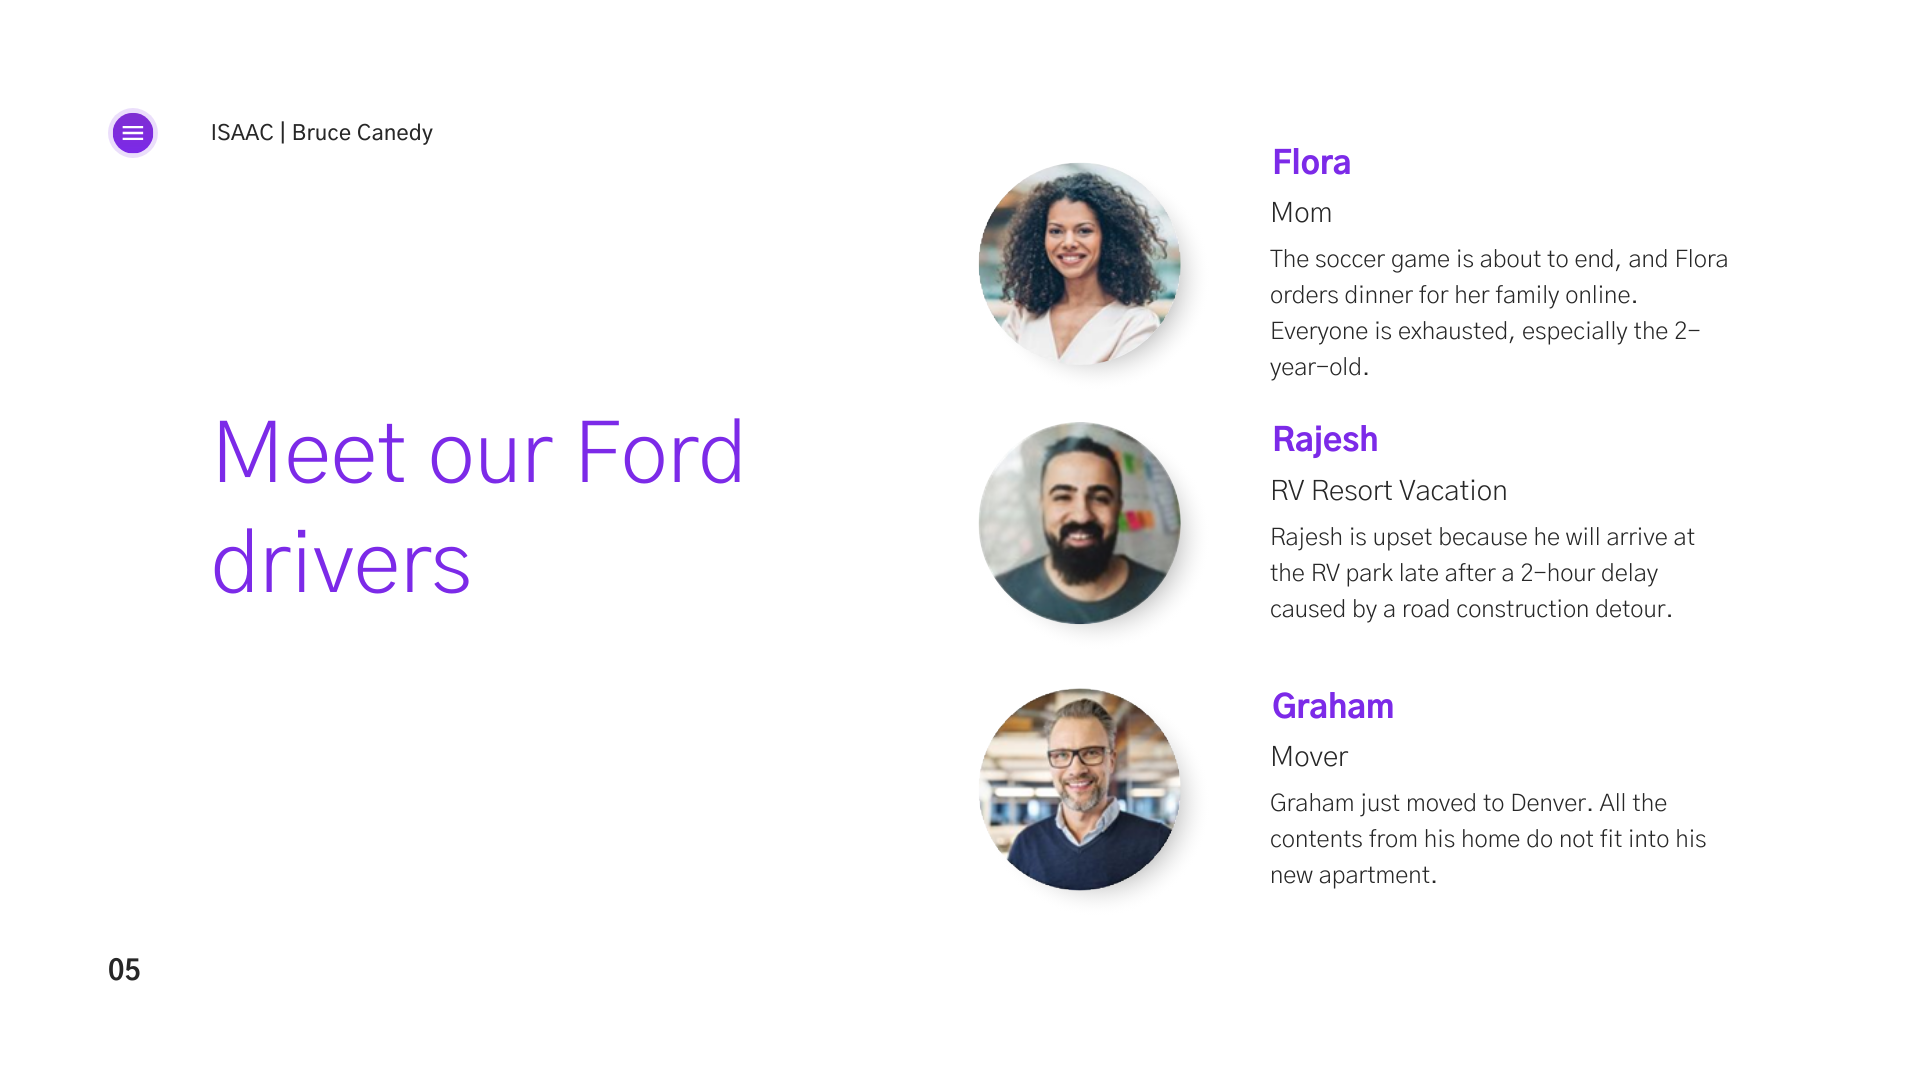 ISAAC | Bruce Canedy
Meet our Ford
drivers
Flora
Mom
The soccer game is about to end, and Flora
orders dinner for her family online.
Everyone is exhausted, especially the 2-
year-old.
Rajesh
RV Resort Vacation
Rajesh is upset because he will arrive at
the RV park late after a 2-hour delay
caused by a road construction detour.
Graham
Mover
Graham just moved to Denver. All the
contents from his home do not fit into his
new apartment.
05